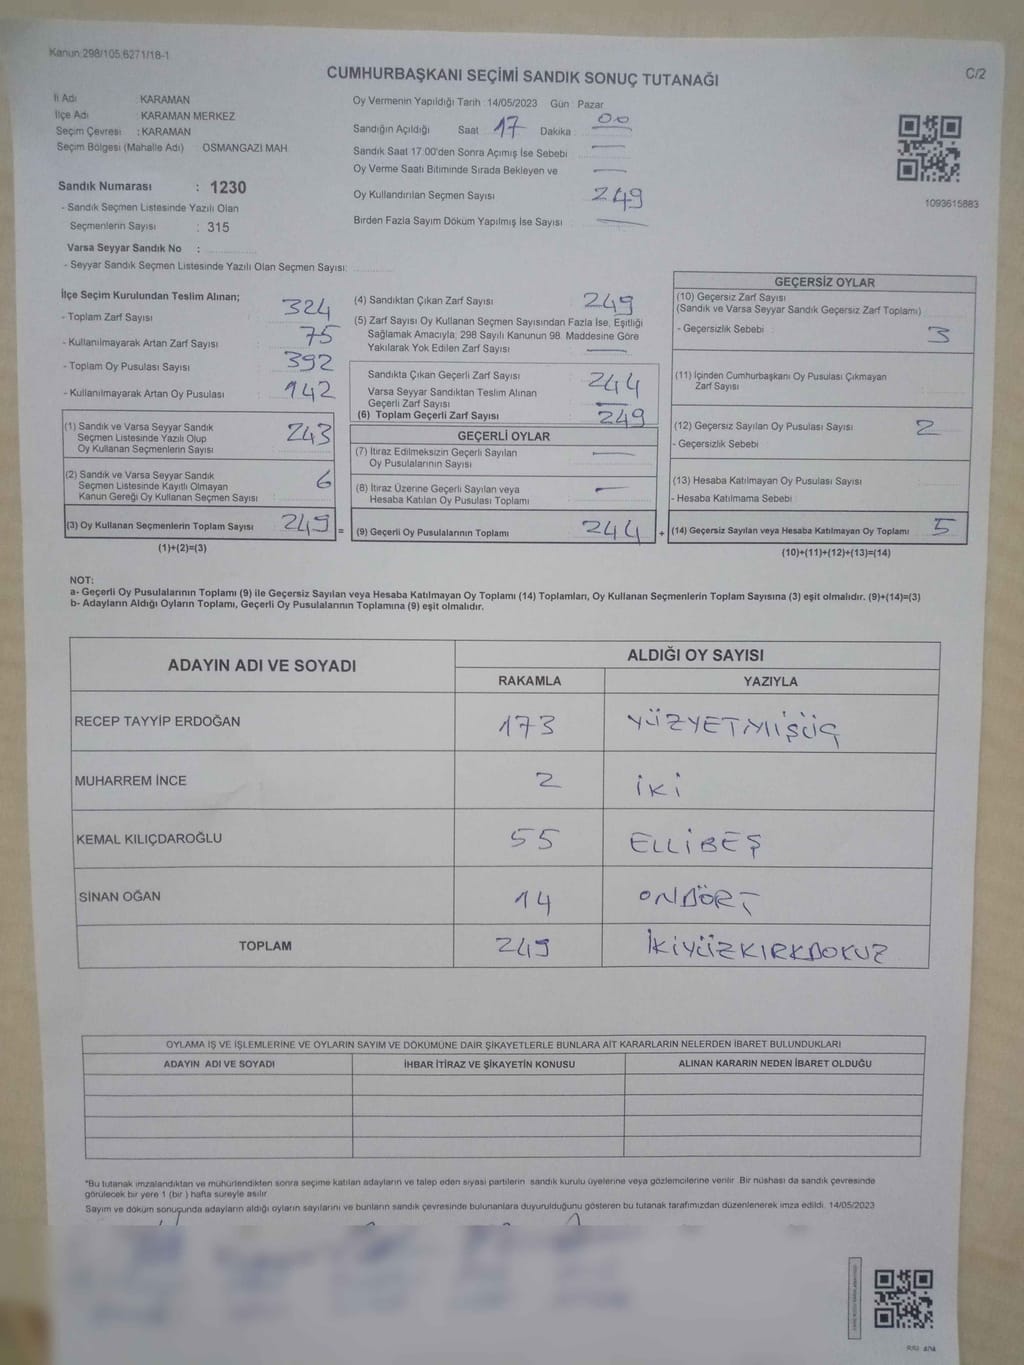 Kanun:298/105,6271/18-1
CUMHURBAŞKANI SEÇİMİ SANDIK SONUÇ TUTANAĞI
C/2
İl Adı : KARAMAN
İlçe Adı : KARAMAN MERKEZ
Seçim Çevresi : KARAMAN
Seçim Bölgesi (Mahalle Adı) OSMANGAZİ MAH.
Sandık Numarası : 1230
- Sandık Seçmen Listesinde Yazılı Olan
Seçmenlerin Sayısı : 315
Varsa Seyyar Sandık No :
- Seyyar Sandık Seçmen Listesinde Yazılı Olan Seçmen Sayısı:
Oy Vermenin Yapıldığı Tarih :14/05/2023 Gün : Pazar
Sandığın Açıldığı Saat 17 Dakika : 00
Sandık Saat 17:00'den Sonra Açımış İse Sebebi
Oy Verme Saati Bitiminde Sırada Bekleyen ve
Oy Kullandırılan Seçmen Sayısı 249
Birden Fazla Sayım Döküm Yapılmış İse Sayısı
1093615883
İlçe Seçim Kurulundan Teslim Alınan;
- Toplam Zarf Sayısı : 324
- Kullanılmayarak Artan Zarf Sayısı : 75
- Toplam Oy Pusulası Sayısı : 392
- Kullanılmayarak Artan Oy Pusulası : 142
(1) Sandık ve Varsa Seyyar Sandık
Seçmen Listesinde Yazılı Olup
Oy Kullanan Seçmenlerin Sayısı 243
(2) Sandık ve Varsa Seyyar Sandık
Seçmen Listesinde Kayıtlı Olmayan
Kanun Gereği Oy Kullanan Seçmen Sayısı 6
(3) Oy Kullanan Seçmenlerin Toplam Sayısı 249 =
(1)+(2)=(3)
(4) Sandıktan Çıkan Zarf Sayısı 249
(5) Zarf Sayısı Oy Kullanan Seçmen Sayısından Fazla İse, Eşitliği
Sağlamak Amacıyla, 298 Sayılı Kanunun 98. Maddesine Göre
Yakılarak Yok Edilen Zarf Sayısı
Sandıkta Çıkan Geçerli Zarf Sayısı 244
Varsa Seyyar Sandıktan Teslim Alınan
Geçerli Zarf Sayısı
(6) Toplam Geçerli Zarf Sayısı 249
GEÇERLİ OYLAR
(7) İtiraz Edilmeksizin Geçerli Sayılan
Oy Pusulalarının Sayısı
(8) İtiraz Üzerine Geçerli Sayılan veya
Hesaba Katılan Oy Pusulası Toplamı
(9) Geçerli Oy Pusulalarının Toplamı 244 +
GEÇERSİZ OYLAR
(10) Geçersiz Zarf Sayısı
(Sandık ve Varsa Seyyar Sandık Geçersiz Zarf Toplamı)
- Geçersizlik Sebebi 3
(11) İçinden Cumhurbaşkanı Oy Pusulası Çıkmayan
Zarf Sayısı
(12) Geçersiz Sayılan Oy Pusulası Sayısı 2
- Geçersizlik Sebebi
(13) Hesaba Katılmayan Oy Pusulası Sayısı
- Hesaba Katılmama Sebebi
(14) Geçersiz Sayılan veya Hesaba Katılmayan Oy Toplamı 5
(10)+(11)+(12)+(13)=(14)
NOT:
a- Geçerli Oy Pusulalarının Toplamı (9) ile Geçersiz Sayılan veya Hesaba Katılmayan Oy Toplamı (14) Toplamları, Oy Kullanan Seçmenlerin Toplam Sayısına (3) eşit olmalıdır. (9)+(14)=(3)
b- Adayların Aldığı Oyların Toplamı, Geçerli Oy Pusulalarının Toplamına (9) eşit olmalıdır.
ADAYIN ADI VE SOYADI ALDIĞI OY SAYISI
RAKAMLA YAZIYLA
RECEP TAYYİP ERDOĞAN 173 YÜZYETMİŞÜÇ
MUHARREM İNCE 2 İKİ
KEMAL KILIÇDAROĞLU 55 ELLİBEŞ
SİNAN OĞAN 14 ONDÖRT
TOPLAM 249 İKİYÜZKIRKDOKUZ
OYLAMA İŞ VE İŞLEMLERİNE VE OYLARIN SAYIM VE DÖKÜMÜNE DAİR ŞİKAYETLERLE BUNLARA AİT KARARLARIN NELERDEN İBARET BULUNDUKLARI
ADAYIN ADI VE SOYADI İHBAR İTİRAZ VE ŞİKAYETİN KONUSU ALINAN KARARIN NEDEN İBARET OLDUĞU
*Bu tutanak imzalandıktan ve mühürlendikten sonra seçime katılan adayların ve talep eden siyasi partilerin sandık kurulu üyelerine veya gözlemcilerine verilir. Bir nüshası da sandık çevresinde
görülecek bir yere 1 (bir ) hafta süreyle asılır.
Sayım ve döküm sonuçunda adayların aldığı oyların sayılarını ve bunların sandık çevresinde bulunanlara duyurulduğunu gösteren bu tutanak tarafımızdan düzenlenerek imza edildi. 14/05/2023